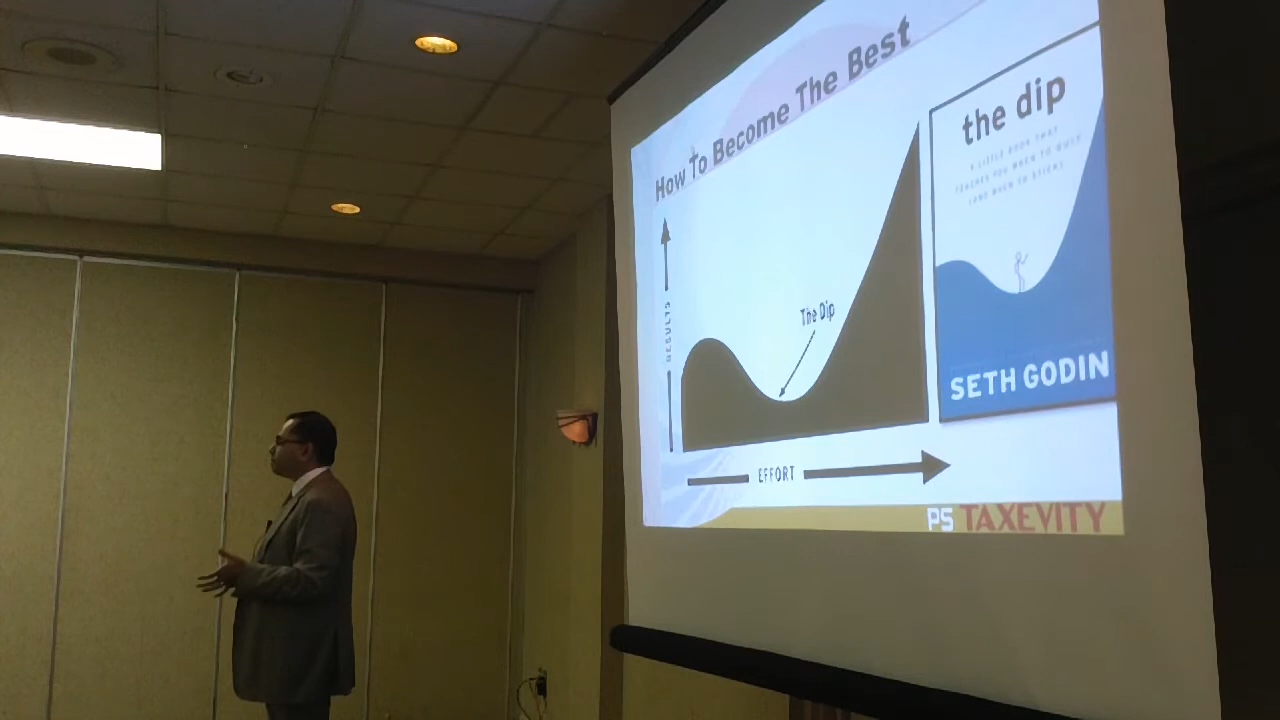 How To Become The Best
RESULTS
The Dip
EFFORT
the dip
A LITTLE BOOK THAT
TEACHES YOU WHEN TO QUIT
(AND WHEN TO STICK)
SETH GODIN
PS TAXEVITY